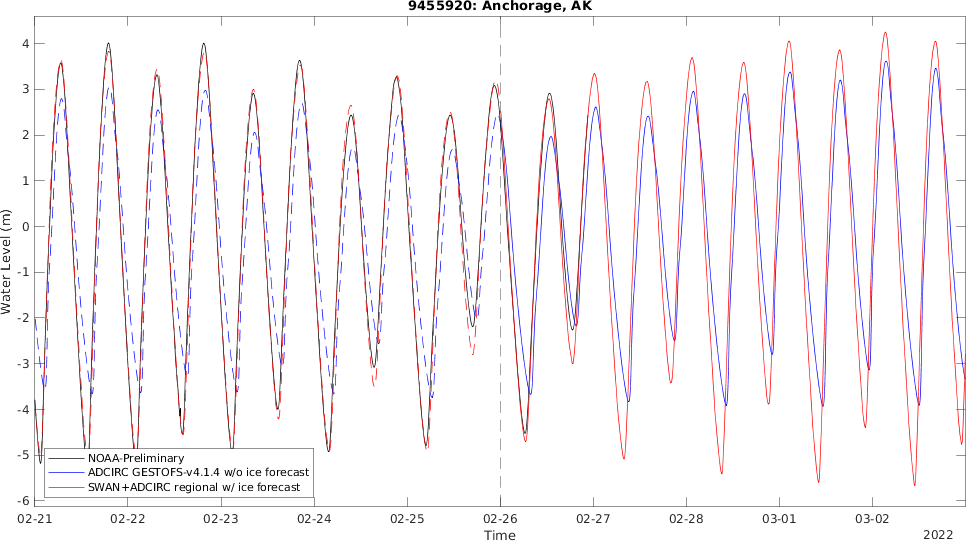 9455920: Anchorage, AK
4
3
2
1
0
-1
-2
-3
-4
-5
-6
Water Level (m)
NOAA-Preliminary
ADCIRC GESTOFS-v4.1.4 w/o ice forecast
SWAN+ADCIRC regional w/ ice forecast
02-21 02-22 02-23 02-24 02-25 02-26 02-27 02-28 03-01 03-02
Time
2022